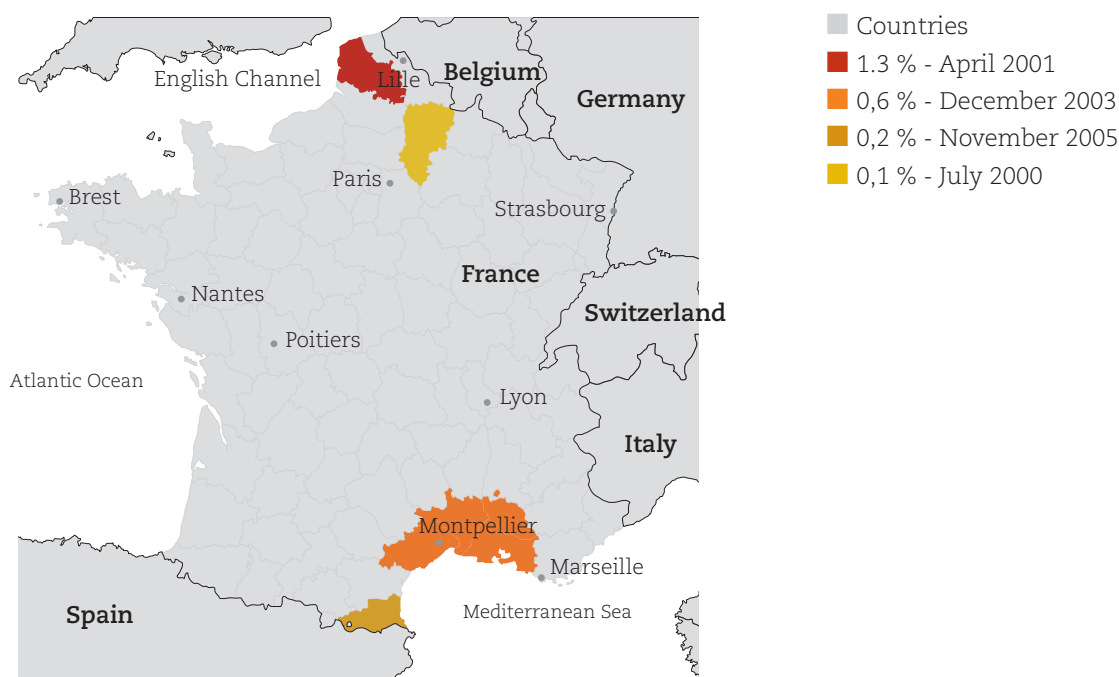 Countries
1.3 % - April 2001
0,6 % - December 2003
0,2 % - November 2005
0,1 % - July 2000
English Channel
Lille
Belgium
Germany
Paris
Brest
Strasbourg
France
Nantes
Switzerland
Poitiers
Atlantic Ocean
Lyon
Italy
Montpellier
Marseille
Spain
Mediterranean Sea